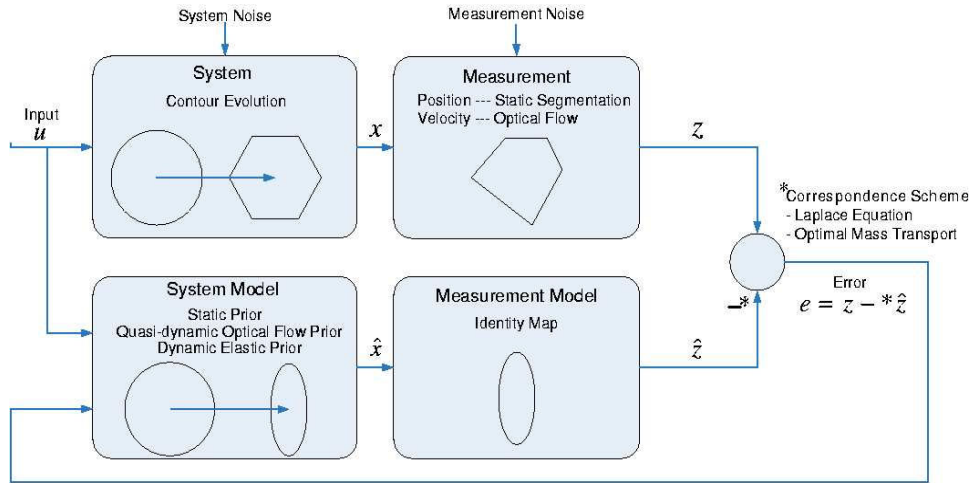 System Noise
Measurement Noise
System
Contour Evolution
Measurement
Position --- Static Segmentation
Velocity --- Optical Flow
Input
u
x
z
*Correspondence Scheme
- Laplace Equation
- Optimal Mass Transport
System Model
Static Prior
Quasi-dynamic Optical Flow Prior
Dynamic Elastic Prior
Measurement Model
Identity Map
x̂
ẑ
-*
Error
e = z -* ẑ